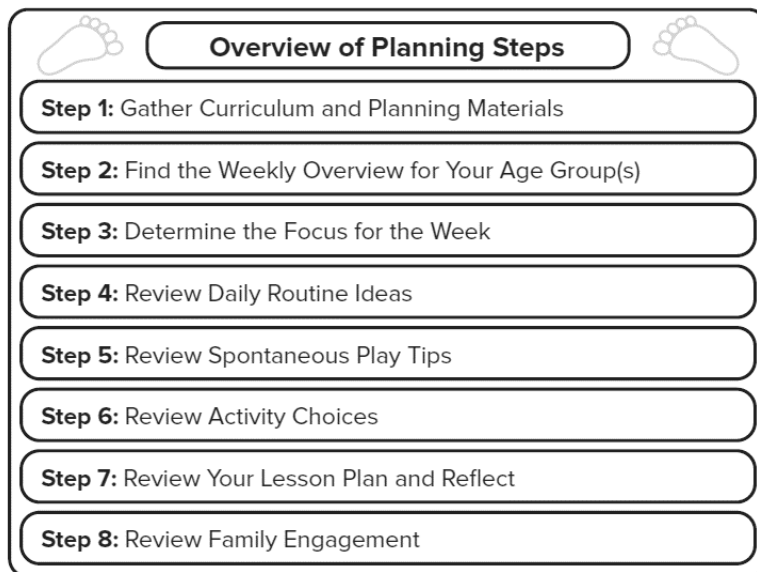 Overview of Planning Steps
Step 1: Gather Curriculum and Planning Materials
Step 2: Find the Weekly Overview for Your Age Group(s)
Step 3: Determine the Focus for the Week
Step 4: Review Daily Routine Ideas
Step 5: Review Spontaneous Play Tips
Step 6: Review Activity Choices
Step 7: Review Your Lesson Plan and Reflect
Step 8: Review Family Engagement